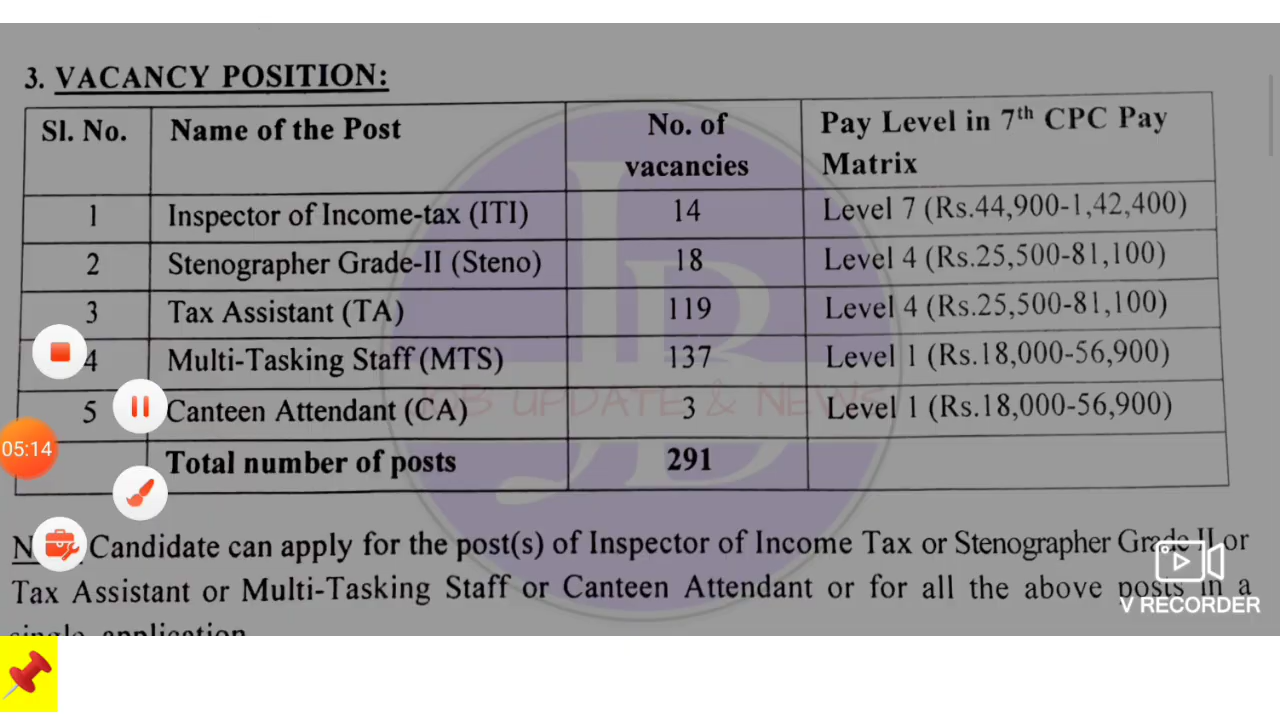 3. VACANCY POSITION:
Sl. No. Name of the Post No. of vacancies Pay Level in 7th CPC Pay Matrix
1 Inspector of Income-tax (ITI) 14 Level 7 (Rs.44,900-1,42,400)
2 Stenographer Grade-II (Steno) 18 Level 4 (Rs.25,500-81,100)
3 Tax Assistant (TA) 119 Level 4 (Rs.25,500-81,100)
4 Multi-Tasking Staff (MTS) 137 Level 1 (Rs.18,000-56,900)
JOB UPDATE & NEWS
5 Canteen Attendant (CA) 3 Level 1 (Rs.18,000-56,900)
05:14
Total number of posts 291
Candidate can apply for the post(s) of Inspector of Income Tax or Stenographer Grade II or
Tax Assistant or Multi-Tasking Staff or Canteen Attendant or for all the above posts in a
single application
V RECORDER